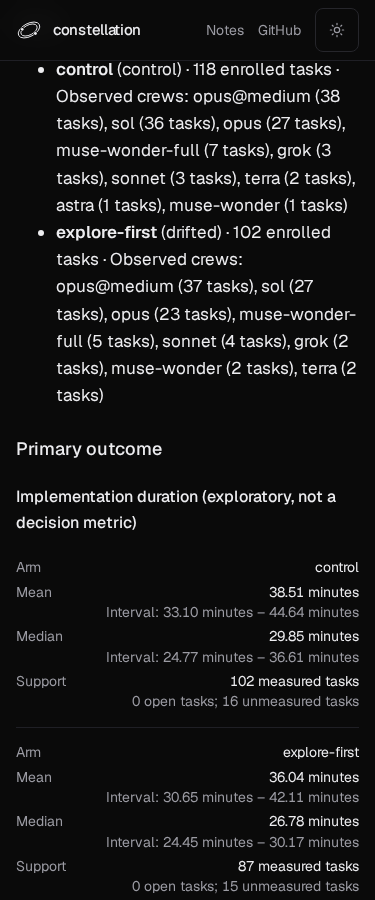 constellation Notes GitHub
control (control) · 118 enrolled tasks ·
Observed crews: opus@medium (38
tasks), sol (36 tasks), opus (27 tasks),
muse-wonder-full (7 tasks), grok (3
tasks), sonnet (3 tasks), terra (2 tasks),
astra (1 tasks), muse-wonder (1 tasks)
explore-first (drifted) · 102 enrolled
tasks · Observed crews:
opus@medium (37 tasks), sol (27
tasks), opus (23 tasks), muse-wonder-
full (5 tasks), sonnet (4 tasks), grok (2
tasks), muse-wonder (2 tasks), terra (2
tasks)
Primary outcome
Implementation duration (exploratory, not a
decision metric)
Arm control
Mean 38.51 minutes
Interval: 33.10 minutes – 44.64 minutes
Median 29.85 minutes
Interval: 24.77 minutes – 36.61 minutes
Support 102 measured tasks
0 open tasks; 16 unmeasured tasks
Arm explore-first
Mean 36.04 minutes
Interval: 30.65 minutes – 42.11 minutes
Median 26.78 minutes
Interval: 24.45 minutes – 30.17 minutes
Support 87 measured tasks
0 open tasks; 15 unmeasured tasks